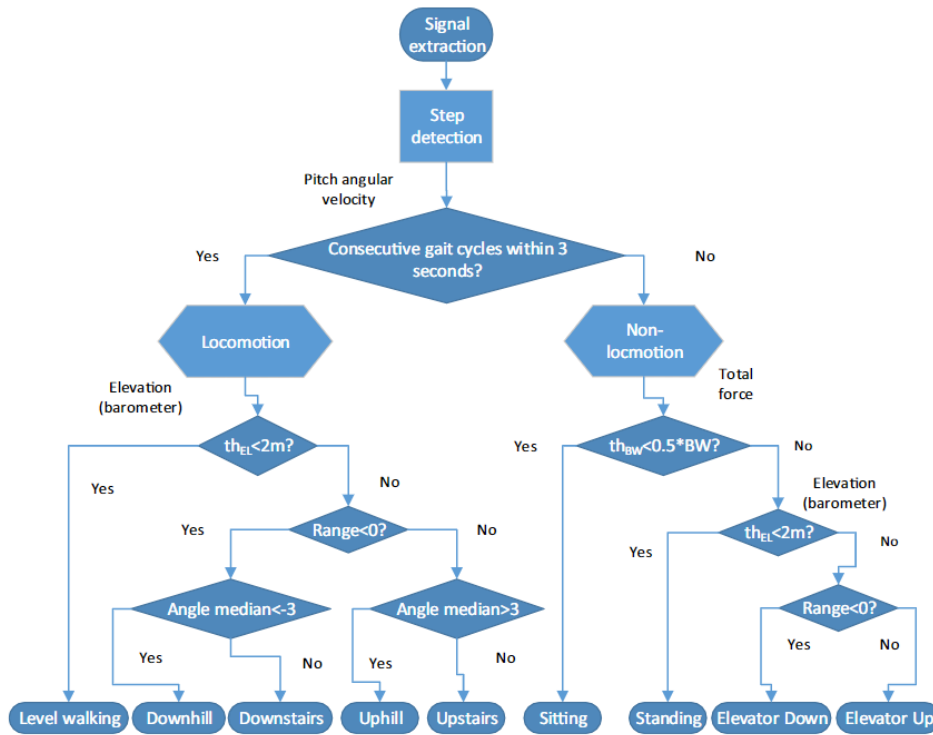 Signal
extraction
Step
detection
Pitch angular
velocity
Consecutive gait cycles within 3
seconds?
Yes
No
Locomotion
Non-
locmotion
Elevation
(barometer)
Total
force
th_EL<2m?
Yes
No
th_BW<0.5*BW?
Yes
No
Elevation
(barometer)
Range<0?
Yes
No
th_EL<2m?
Yes
No
Angle median<-3
Yes
No
Angle median>3
Yes
No
Range<0?
Yes
No
Level walking
Downhill
Downstairs
Uphill
Upstairs
Sitting
Standing
Elevator Down
Elevator Up